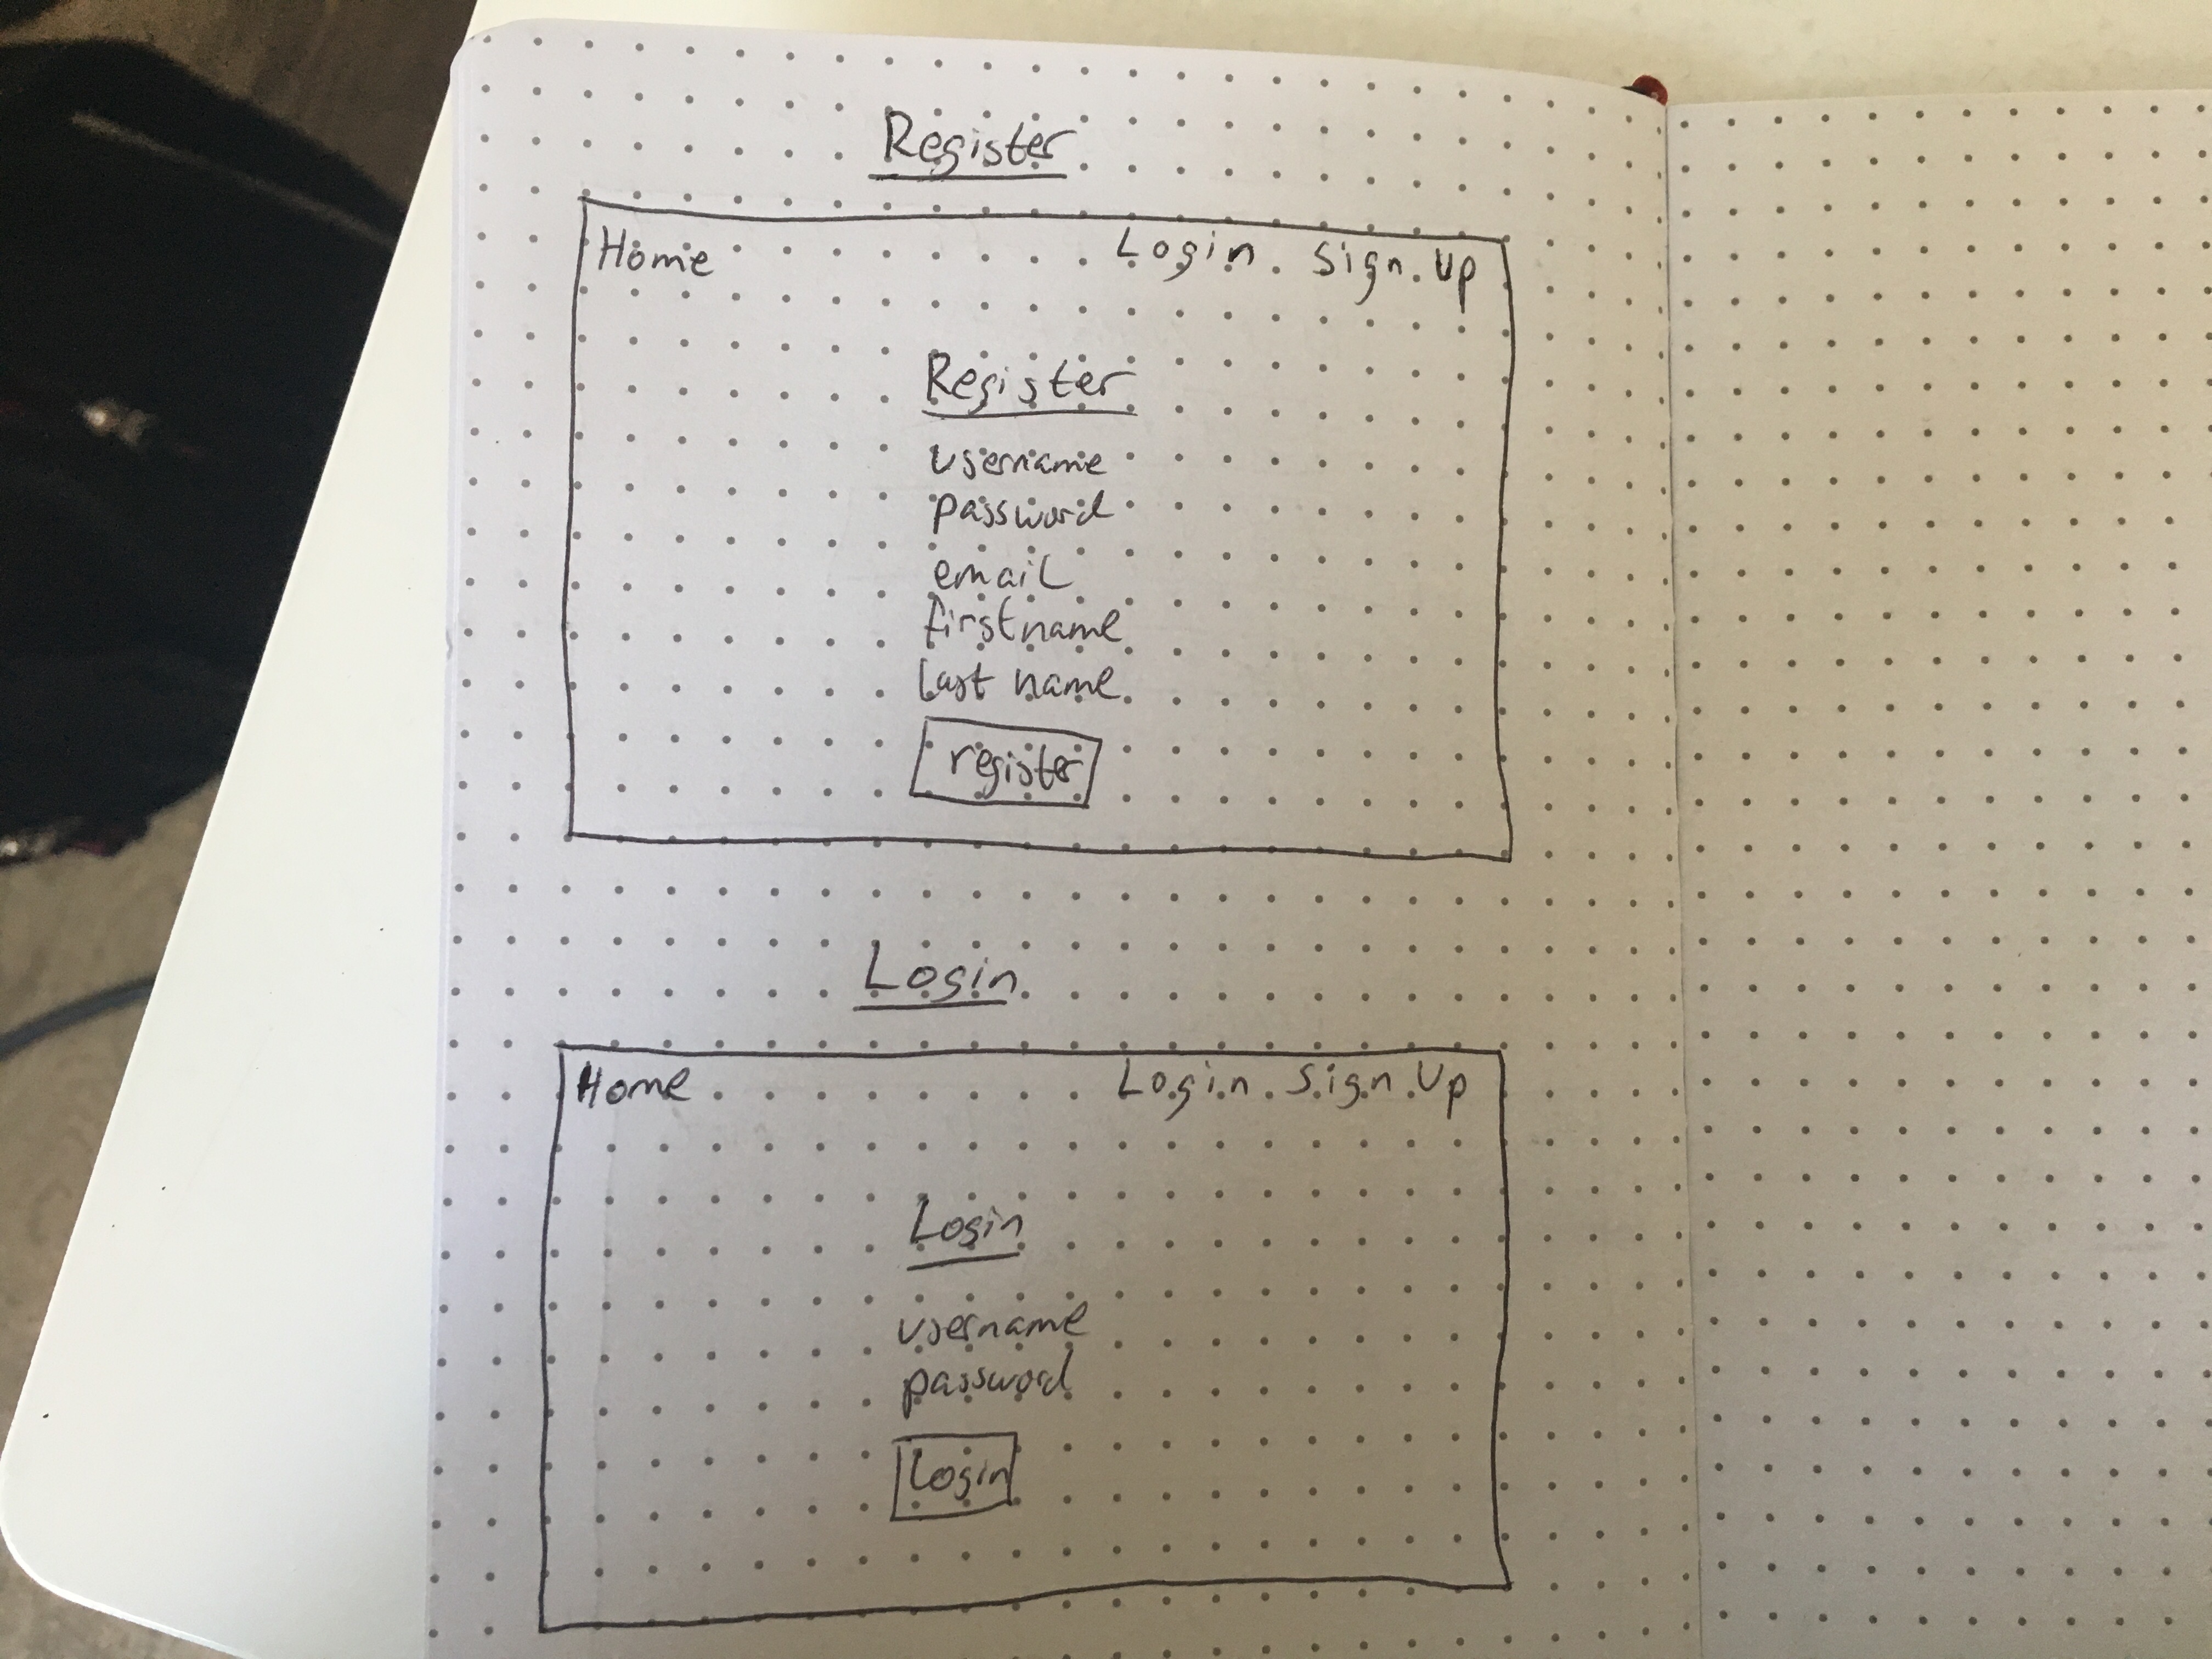 Register
Home Login Sign Up
Register
username
password
email
firstname
last name
register
Login
Home Login Sign Up
Login
username
password
Login